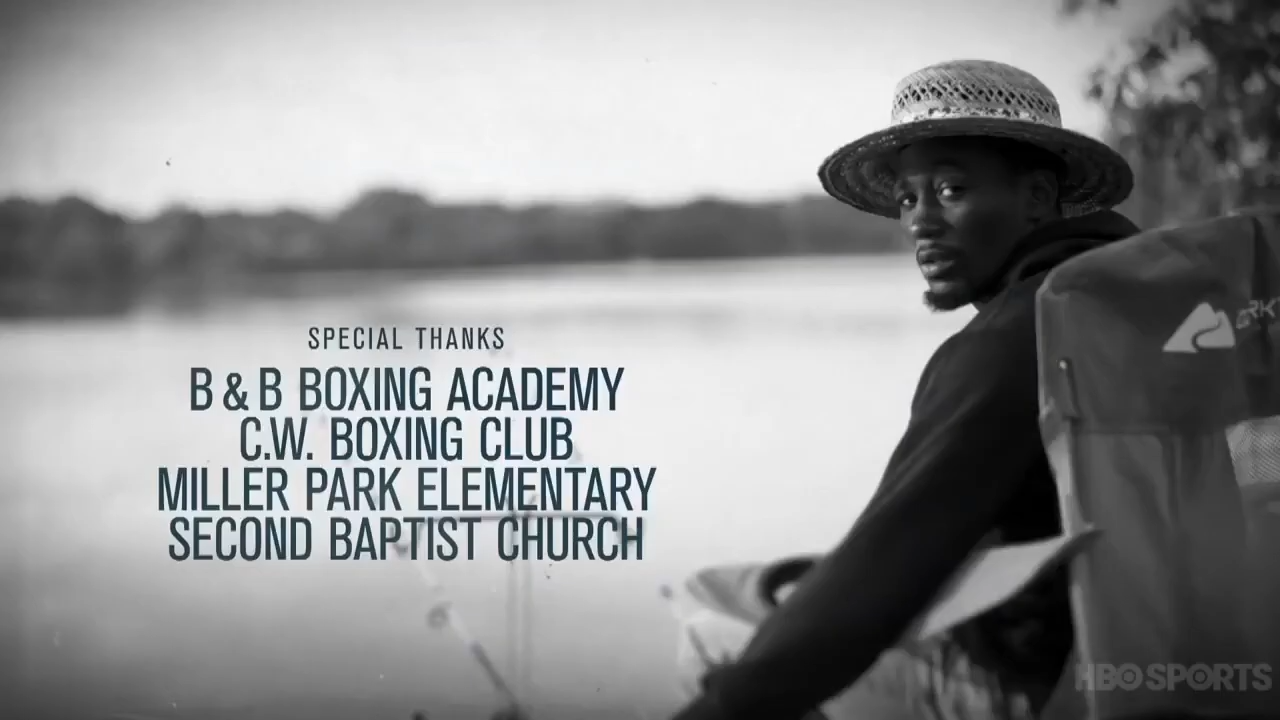 SPECIAL THANKS
B & B BOXING ACADEMY
C.W. BOXING CLUB
MILLER PARK ELEMENTARY
SECOND BAPTIST CHURCH
HBO SPORTS